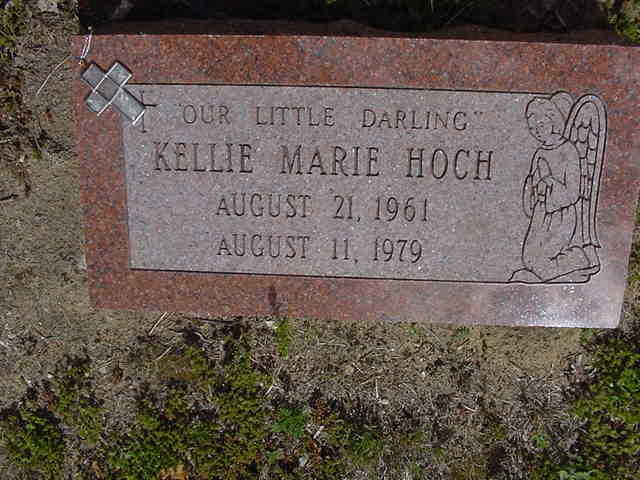 "OUR LITTLE DARLING"
KELLIE MARIE HOCH
AUGUST 21, 1961
AUGUST 11, 1979